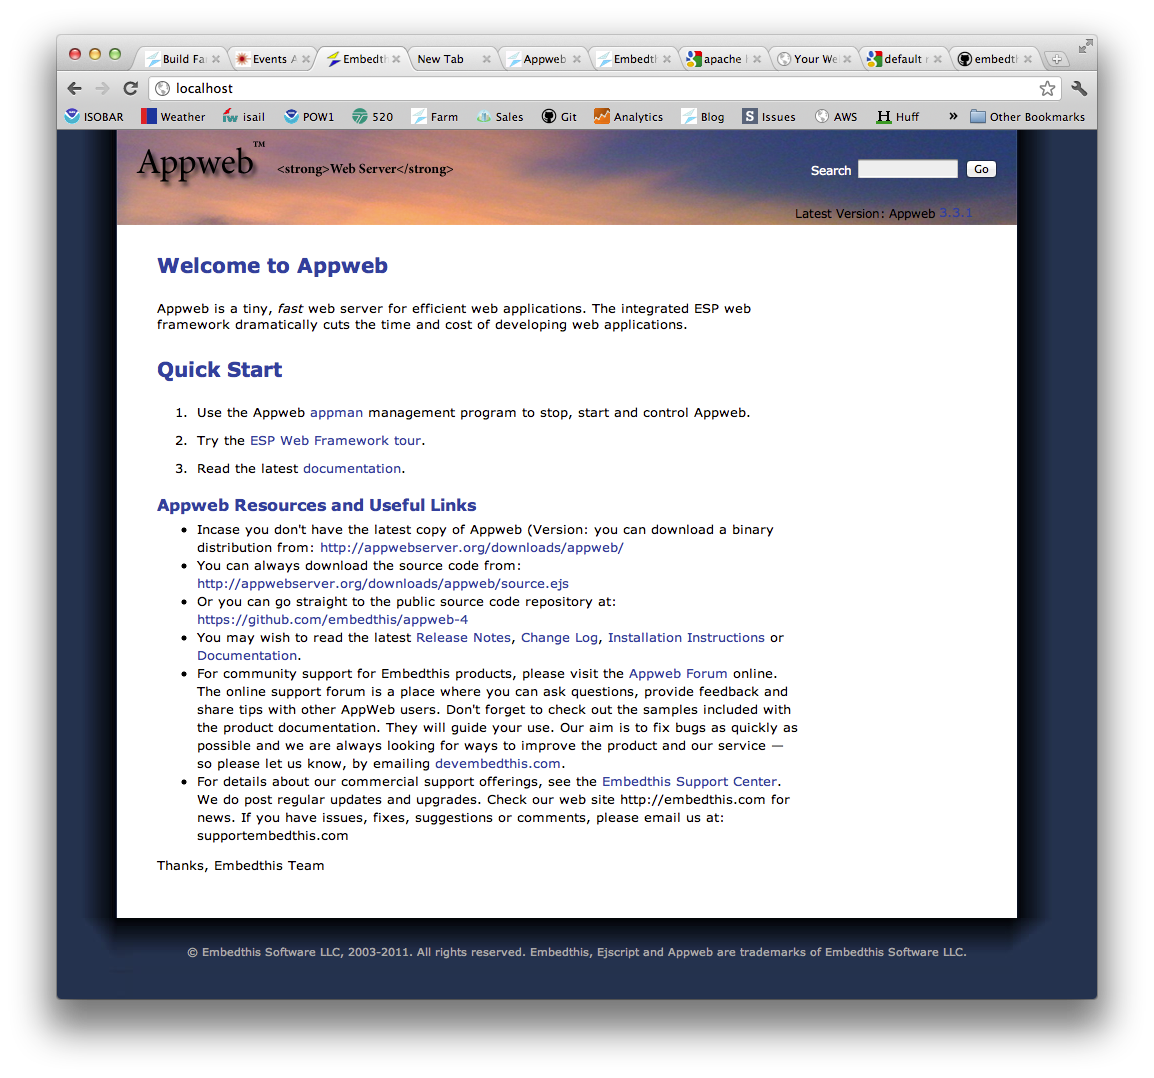 Build Fa
Events A
Embedth
New Tab
Appweb
Embedt
apache
Your We
default
embedt
localhost
ISOBAR
Weather
isail
POW1
520
Farm
Sales
Git
Analytics
Blog
Issues
AWS
Huff
»
Other Bookmarks
Appweb™
<strong>Web Server</strong>
Search
Go
Latest Version: Appweb 3.3.1
Welcome to Appweb
Appweb is a tiny, fast web server for efficient web applications. The integrated ESP web
framework dramatically cuts the time and cost of developing web applications.
Quick Start
1. Use the Appweb appman management program to stop, start and control Appweb.
2. Try the ESP Web Framework tour.
3. Read the latest documentation.
Appweb Resources and Useful Links
• Incase you don't have the latest copy of Appweb (Version: you can download a binary
distribution from: http://appwebserver.org/downloads/appweb/
• You can always download the source code from:
http://appwebserver.org/downloads/appweb/source.ejs
• Or you can go straight to the public source code repository at:
https://github.com/embedthis/appweb-4
• You may wish to read the latest Release Notes, Change Log, Installation Instructions or
Documentation.
• For community support for Embedthis products, please visit the Appweb Forum online.
The online support forum is a place where you can ask questions, provide feedback and
share tips with other AppWeb users. Don't forget to check out the samples included with
the product documentation. They will guide your use. Our aim is to fix bugs as quickly as
possible and we are always looking for ways to improve the product and our service —
so please let us know, by emailing devembedthis.com.
• For details about our commercial support offerings, see the Embedthis Support Center.
We do post regular updates and upgrades. Check our web site http://embedthis.com for
news. If you have issues, fixes, suggestions or comments, please email us at:
supportembedthis.com
Thanks, Embedthis Team
© Embedthis Software LLC, 2003-2011. All rights reserved. Embedthis, Ejscript and Appweb are trademarks of Embedthis Software LLC.